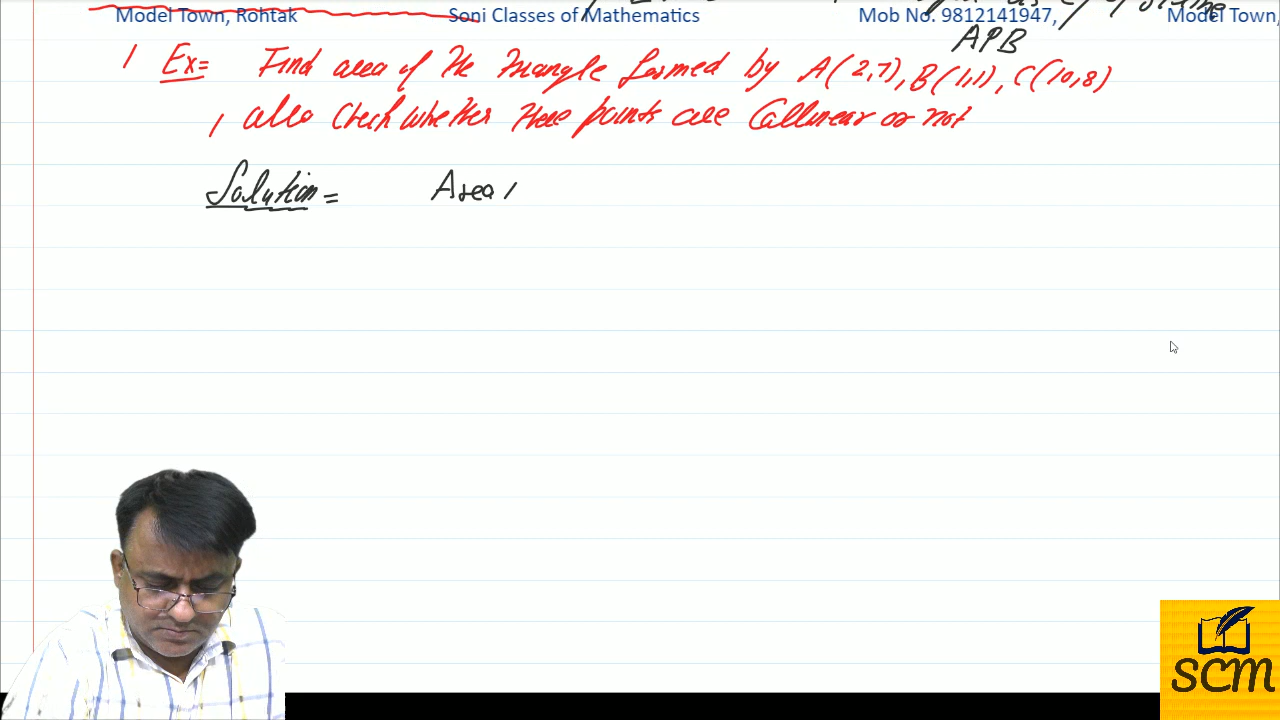 Model Town, Rohtak Soni Classes of Mathematics Mob No. 9812141947, Model Town,
APB
Ex= Find area of the triangle formed by A(2,7), B(1,1), C(10,8)
also Check whether these points are Collinear or not
Solution= Area
SCM